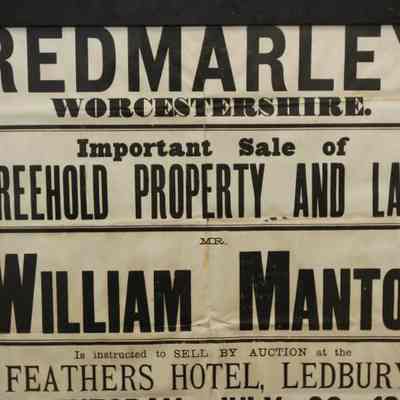 REDMARLEY
WORCESTERSHIRE.
Important Sale of
REEHOLD PROPERTY AND LA
MR.
WILLIAM MANTO
Is instructed to SELL BY AUCTION at the
FEATHERS HOTEL, LEDBURY